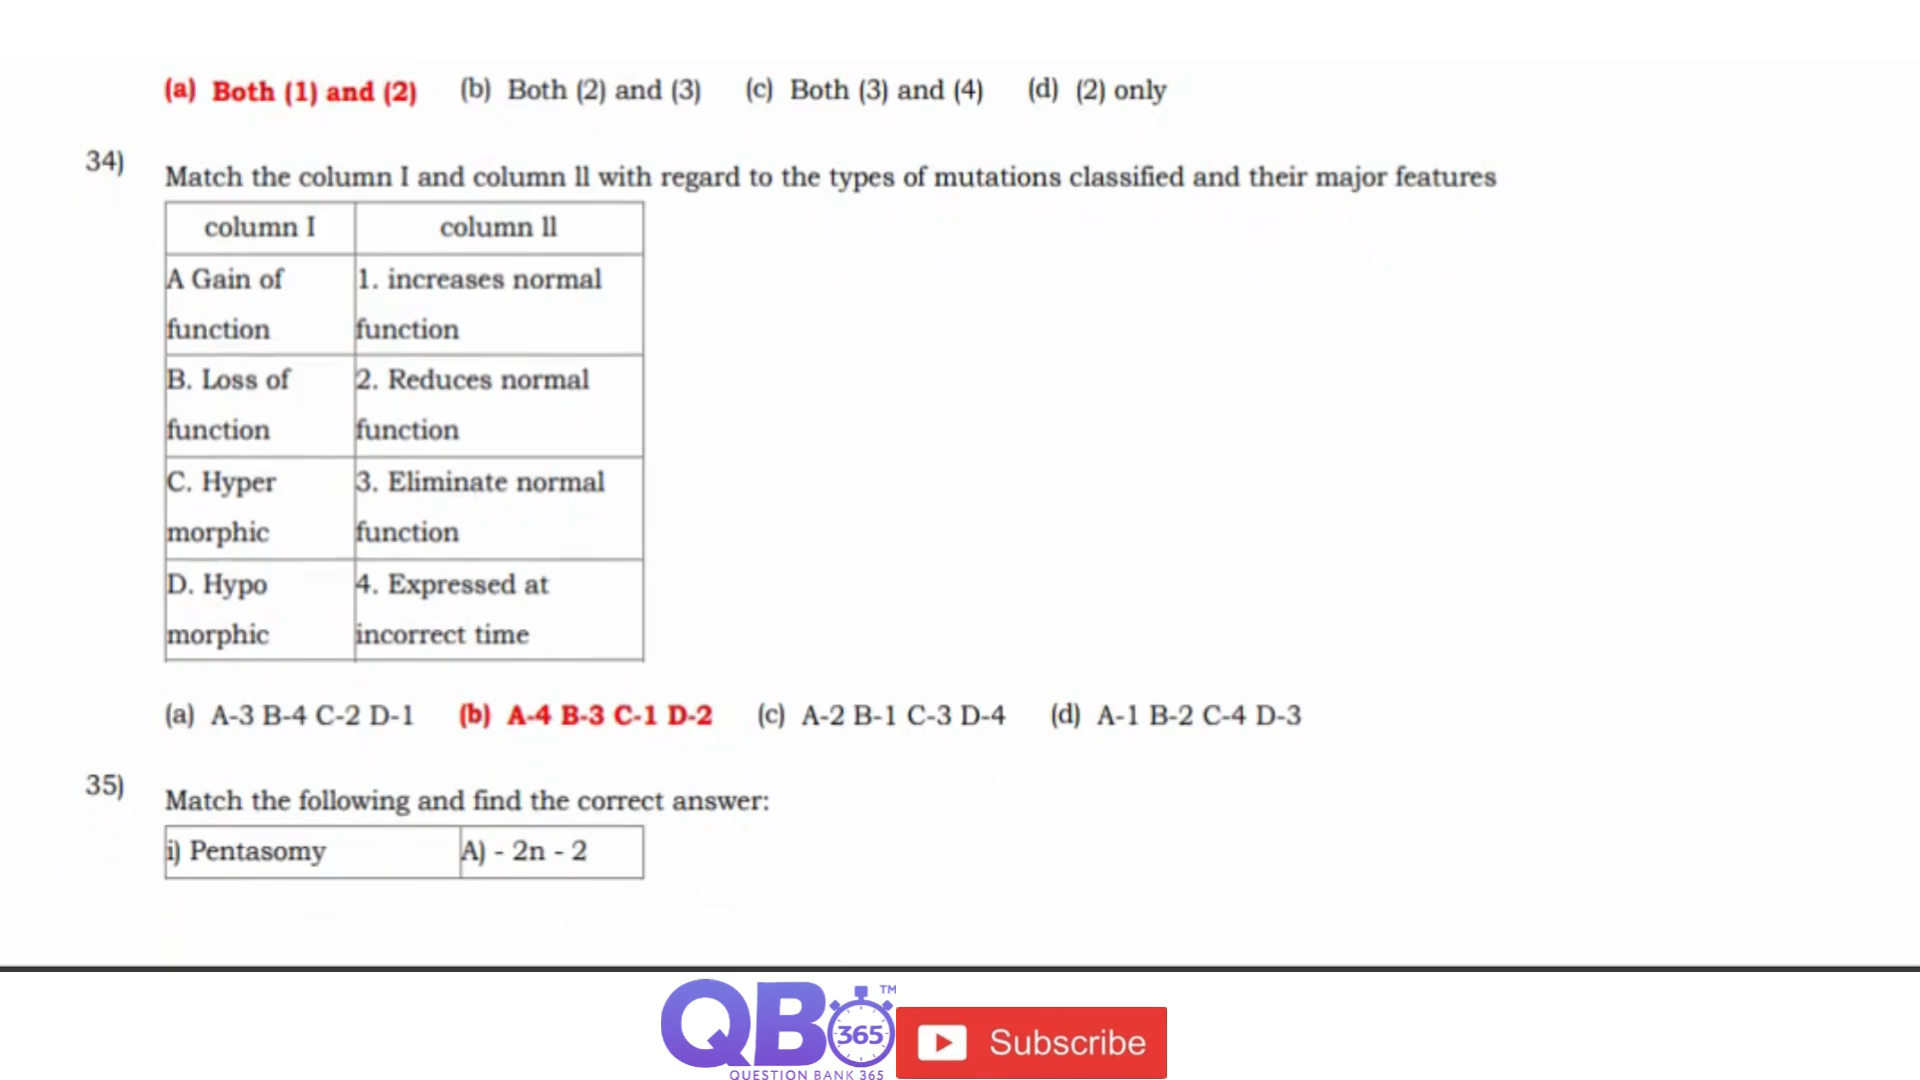 (a) Both (1) and (2) (b) Both (2) and (3) (c) Both (3) and (4) (d) (2) only
34) Match the column I and column ll with regard to the types of mutations classified and their major features
column I column ll
A Gain of function 1. increases normal function
B. Loss of function 2. Reduces normal function
C. Hyper morphic 3. Eliminate normal function
D. Hypo morphic 4. Expressed at incorrect time
(a) A-3 B-4 C-2 D-1 (b) A-4 B-3 C-1 D-2 (c) A-2 B-1 C-3 D-4 (d) A-1 B-2 C-4 D-3
35) Match the following and find the correct answer:
i) Pentasomy A) - 2n - 2
QB 365 TM
QUESTION BANK 365
Subscribe